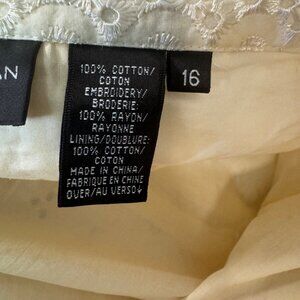 AN
100% COTTON/
COTON
EMBROIDERY/
BRODERIE:
100% RAYON/
RAYONNE
LINING/DOUBLURE:
100% COTTON/
COTON
MADE IN CHINA/
FABRIQUE EN CHINE
OVER/AU VERSO↓
16